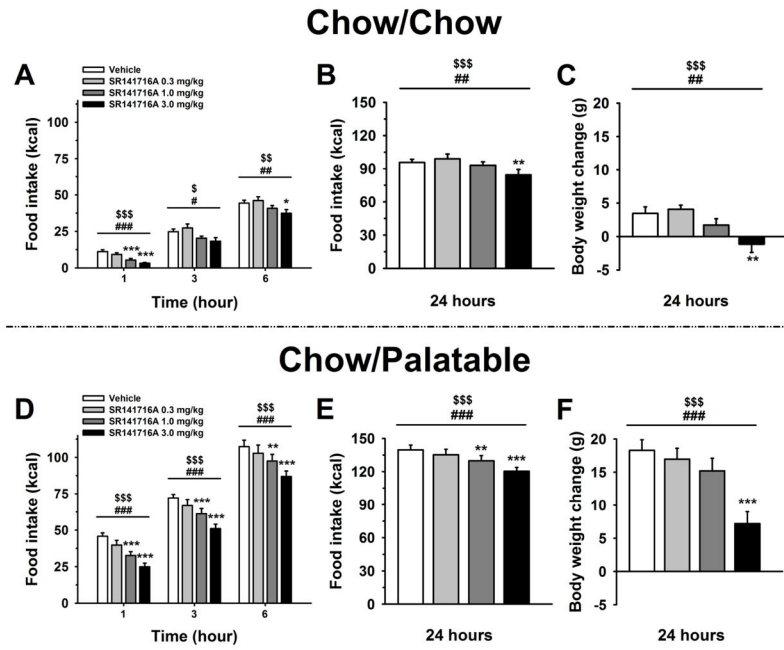 Chow/Chow
A
Vehicle
SR141716A 0.3 mg/kg
SR141716A 1.0 mg/kg
SR141716A 3.0 mg/kg
Food intake (kcal)
100
75
50
25
0
$$$
###
***
***
$
#
$$
##
*
1 3 6
Time (hour)
B
Food intake (kcal)
150
120
90
60
30
0
$$$
##
**
24 hours
C
Body weight change (g)
20
15
10
5
0
-5
$$$
##
**
24 hours
Chow/Palatable
D
Vehicle
SR141716A 0.3 mg/kg
SR141716A 1.0 mg/kg
SR141716A 3.0 mg/kg
Food intake (kcal)
100
75
50
25
0
$$$
###
***
***
$$$
###
***
***
$$$
###
**
***
1 3 6
Time (hour)
E
Food intake (kcal)
150
120
90
60
30
0
$$$
###
**
***
24 hours
F
Body weight change (g)
20
15
10
5
0
-5
$$$
###
***
24 hours